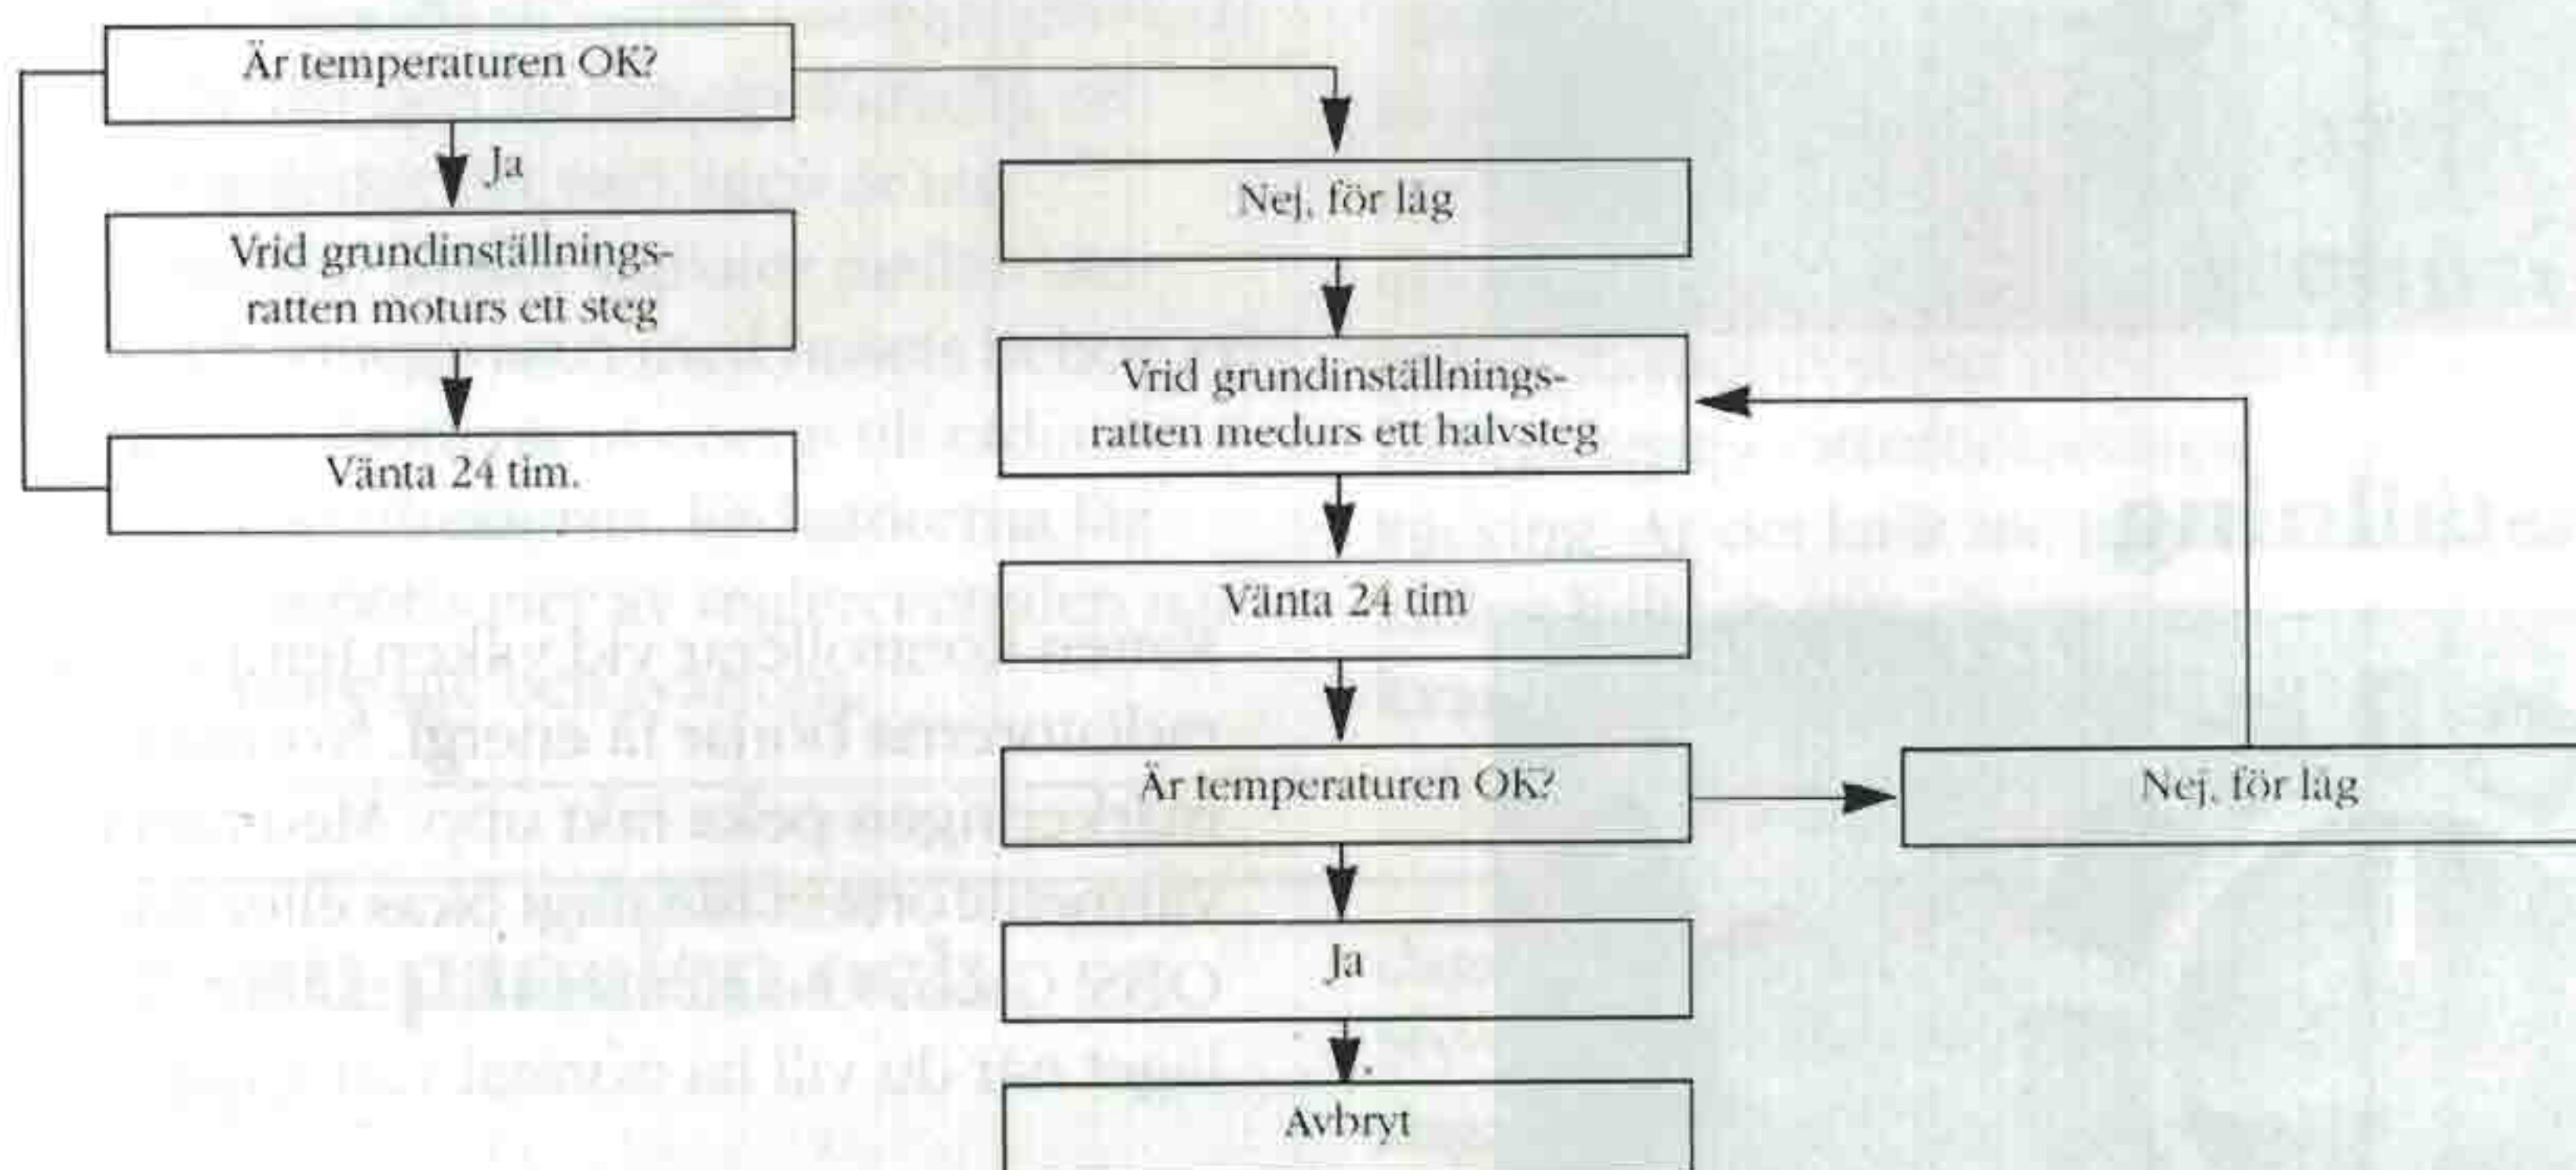 Är temperaturen OK?
Ja
Vrid grundinställnings-
ratten moturs ett steg
Vänta 24 tim.
Nej, för låg
Vrid grundinställnings-
ratten medurs ett halvsteg
Vänta 24 tim
Är temperaturen OK?
Nej, för låg
Ja
Avbryt